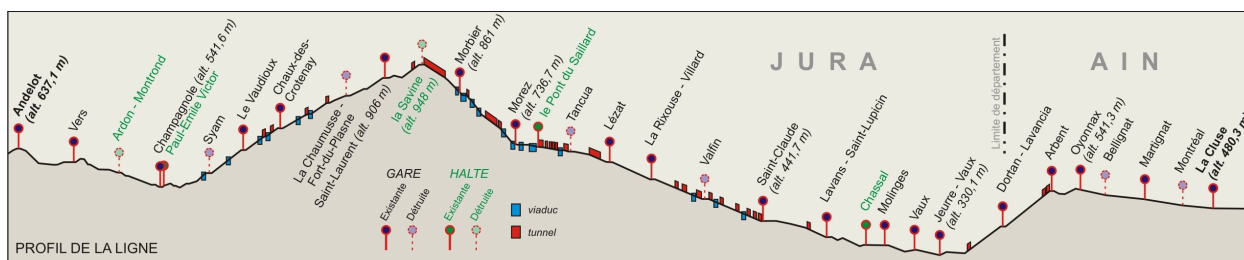 Andelot
(alt. 637,1 m)
Vers
Ardon - Montrond
Champagnole (alt. 541,6 m)
Paul-Emile Victor
Syam
Le Vaudioux
Chaux-des-
Crotenay
La Chaumusse -
Fort-du-Plasne
Saint-Laurent (alt. 906 m)
la Savine
(alt. 948 m)
Morbier
(alt. 861 m)
Morez
(alt. 736,7 m)
le Pont du Saillard
Tancua
Lézat
La Rixouse - Villard
Valfin
Saint-Claude
(alt. 441,7 m)
Lavans - Saint-Lupicin
Chassal
Molinges
Vaux
Jeurre - Vaux
(alt. 330,1 m)
Dortan - Lavancia
Arbent
Oyonnax
(alt. 541,3 m)
Bellignat
Martignat
Montréal
La Cluse
(alt. 480,3 m)
JURA
Limite de département
AIN
GARE
HALTE
Existante
Détruite
Existante
Détruite
viaduc
tunnel
PROFIL DE LA LIGNE